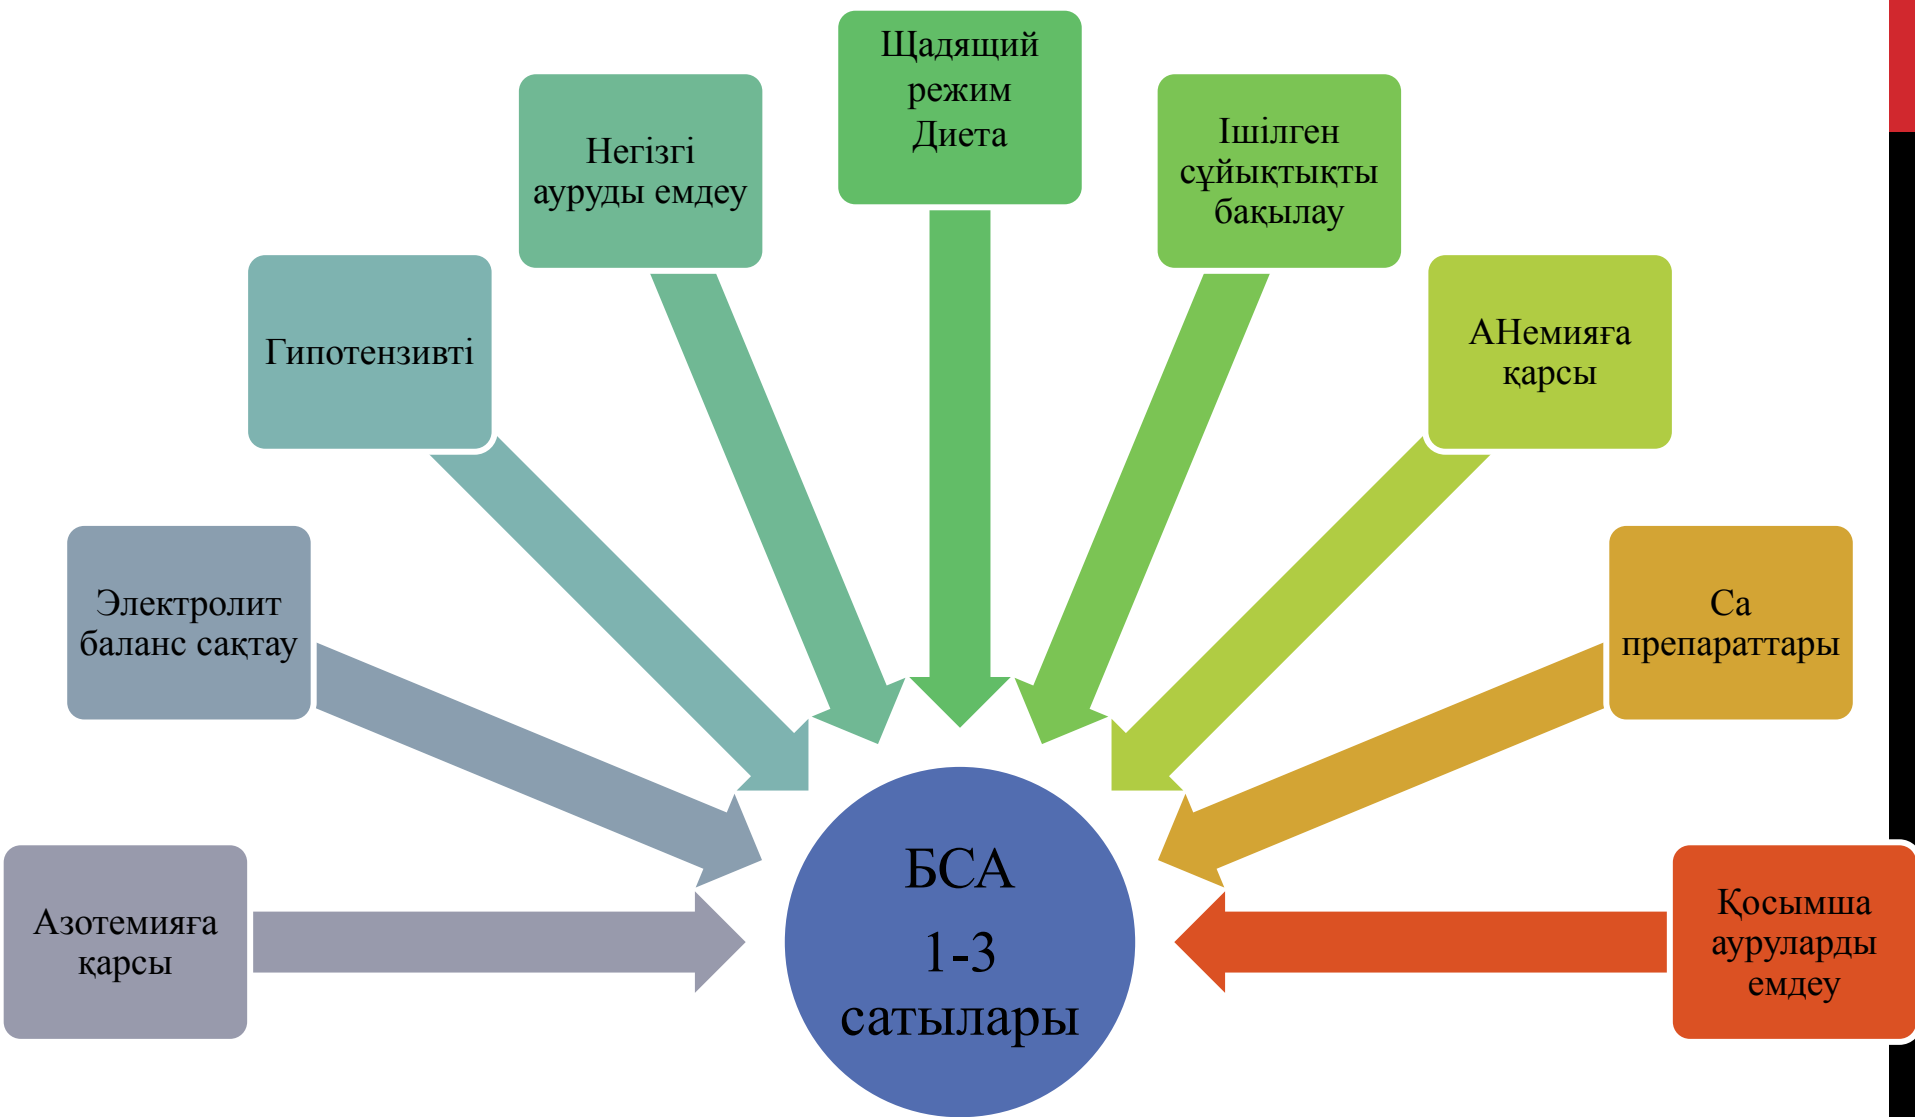 Щадящий
режим
Диета
Негізгі
ауруды емдеу
Ішілген
сұйықтықты
бақылау
Гипотензивті
АНемияға
қарсы
Электролит
баланс сақтау
Са
препараттары
Азотемияға
қарсы
БСА
1-3
сатылары
Қосымша
ауруларды
емдеу